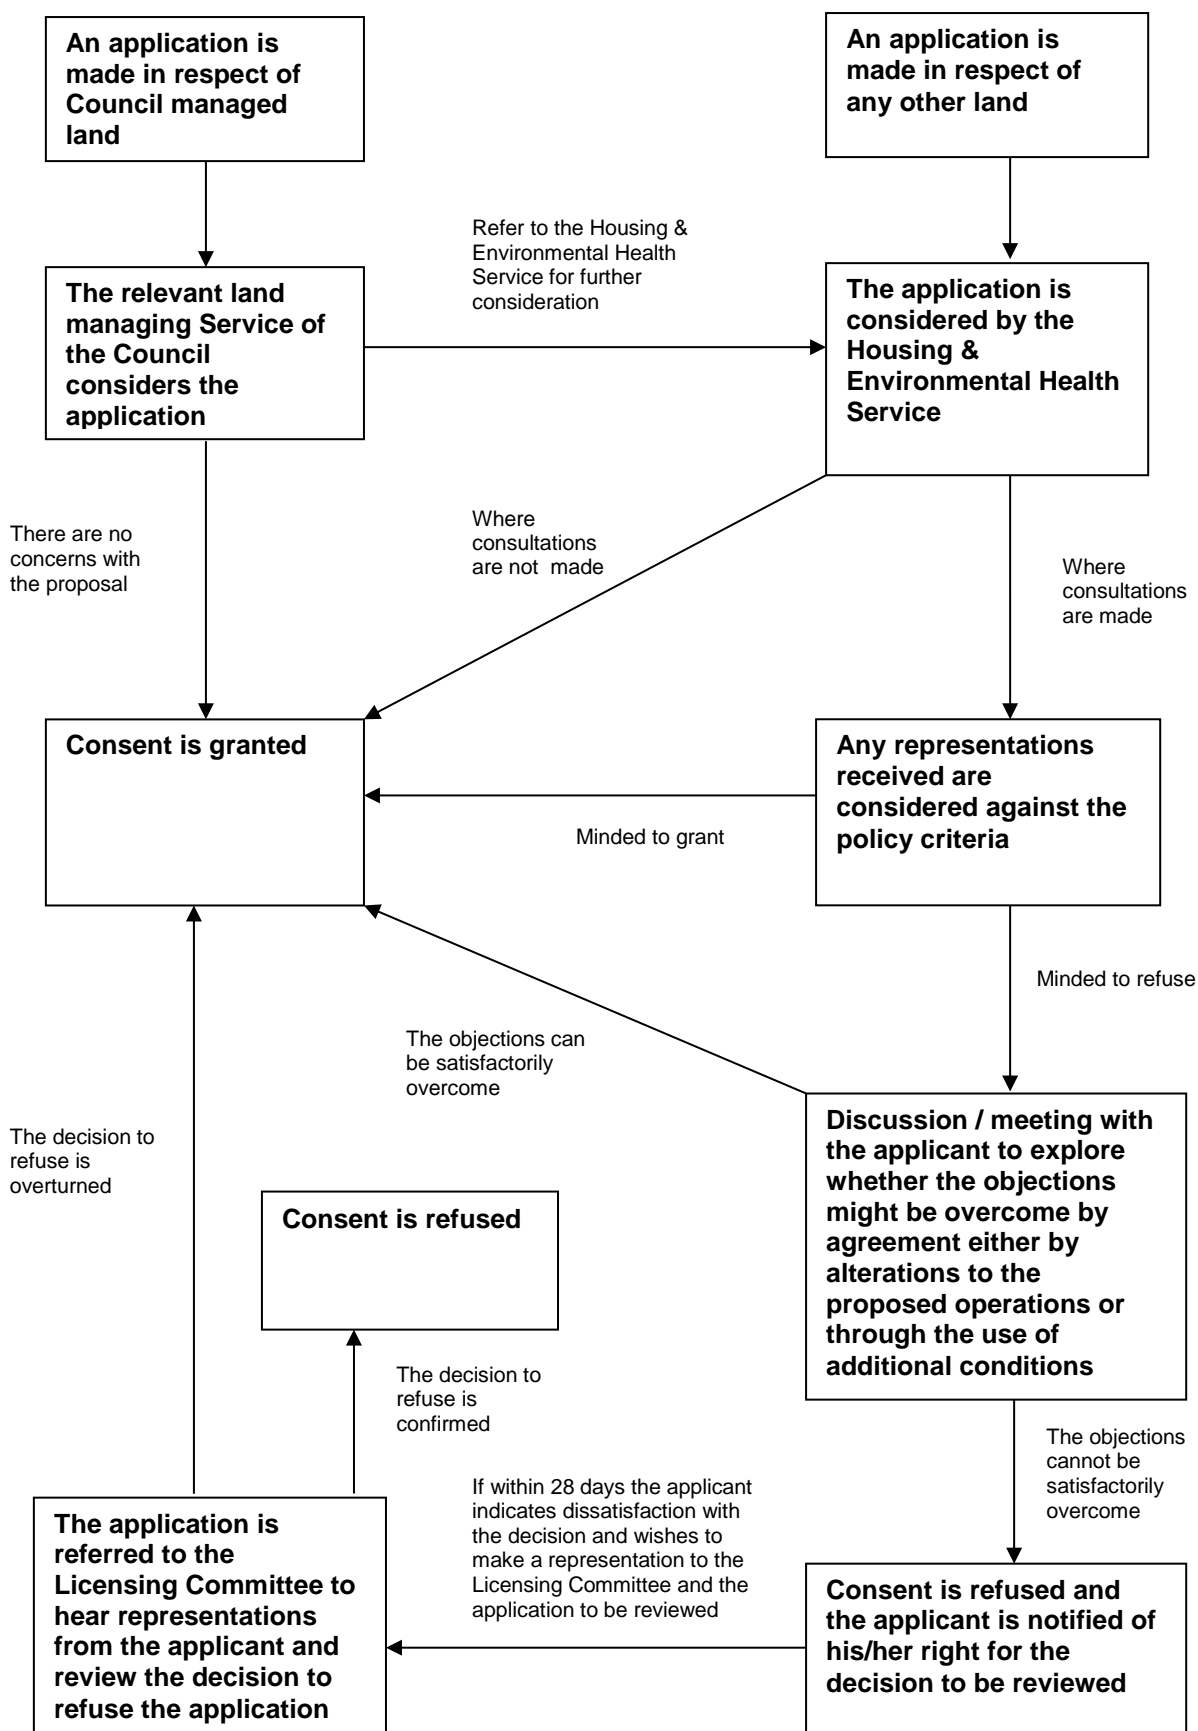 An application is
made in respect of
Council managed
land
An application is
made in respect of
any other land
Refer to the Housing &
Environmental Health
Service for further
consideration
The relevant land
managing Service of
the Council
considers the
application
The application is
considered by the
Housing &
Environmental Health
Service
There are no
concerns with
the proposal
Where
consultations
are not  made
Where
consultations
are made
Consent is granted
Any representations
received are
considered against the
policy criteria
Minded to grant
Minded to refuse
The objections can
be satisfactorily
overcome
Discussion / meeting with
the applicant to explore
whether the objections
might be overcome by
agreement either by
alterations to the
proposed operations or
through the use of
additional conditions
The decision to
refuse is
overturned
Consent is refused
The decision to
refuse is
confirmed
The objections
cannot be
satisfactorily
overcome
If within 28 days the applicant
indicates dissatisfaction with
the decision and wishes to
make a representation to the
Licensing Committee and the
application to be reviewed
The application is
referred to the
Licensing Committee to
hear representations
from the applicant and
review the decision to
refuse the application
Consent is refused and
the applicant is notified of
his/her right for the
decision to be reviewed